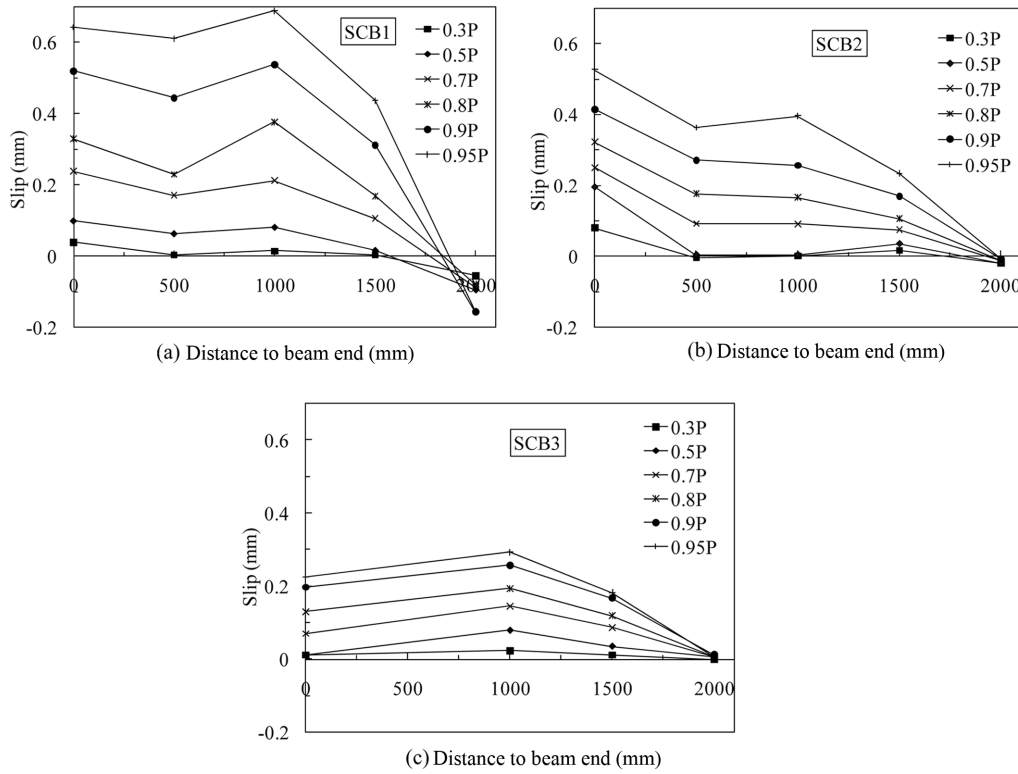 SCB1
0.3P
0.5P
0.7P
0.8P
0.9P
0.95P
Slip (mm)
0.6
0.4
0.2
0
-0.2
0 500 1000 1500 2000
(a) Distance to beam end (mm)
SCB2
0.3P
0.5P
0.7P
0.8P
0.9P
0.95P
Slip (mm)
0.6
0.4
0.2
0
-0.2
0 500 1000 1500 2000
(b) Distance to beam end (mm)
SCB3
0.3P
0.5P
0.7P
0.8P
0.9P
0.95P
Slip (mm)
0.6
0.4
0.2
0
-0.2
0 500 1000 1500 2000
(c) Distance to beam end (mm)